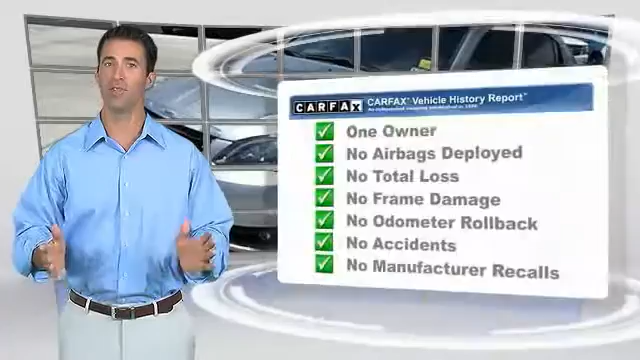 CARFAX CARFAX Vehicle History Report™
One Owner
No Airbags Deployed
No Total Loss
No Frame Damage
No Odometer Rollback
No Accidents
No Manufacturer Recalls